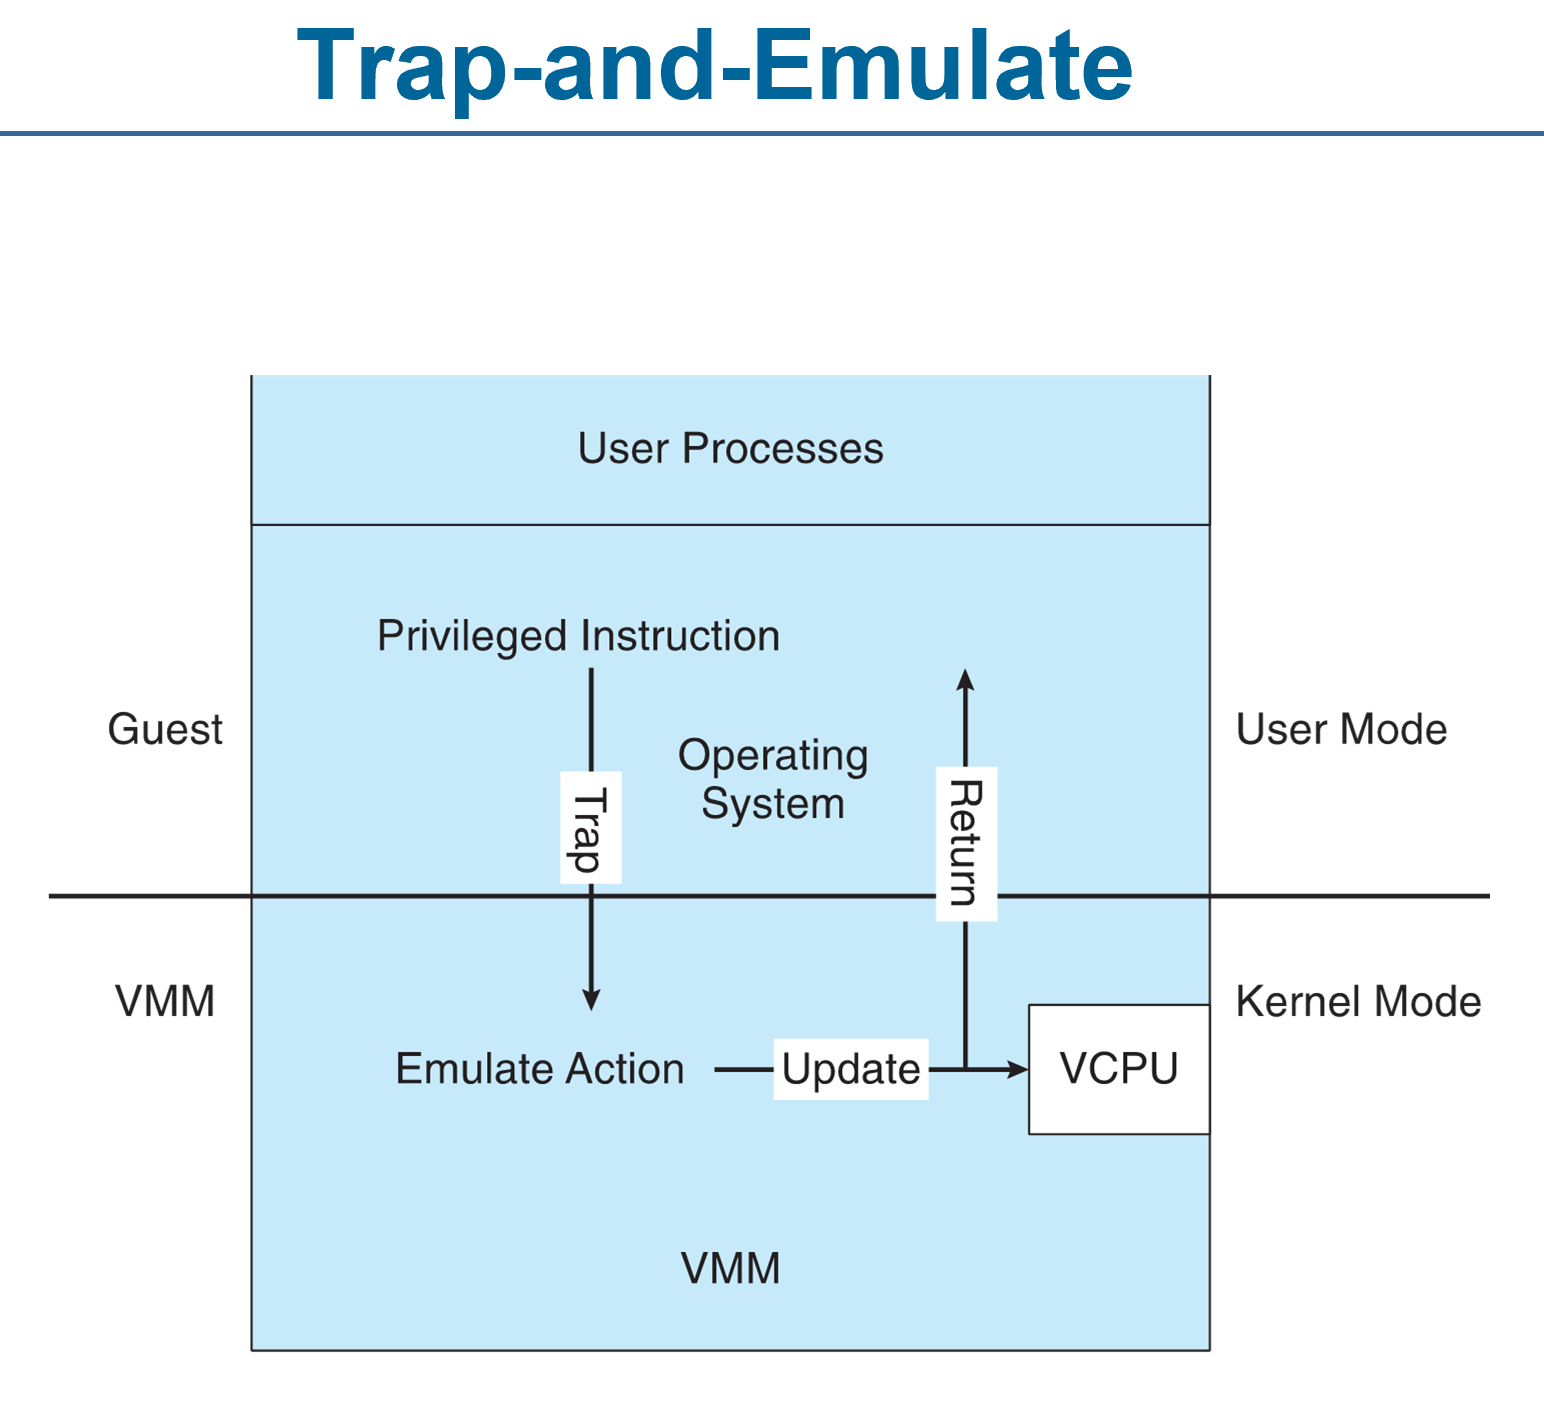 Trap-and-Emulate
User Processes
Privileged Instruction
Guest
Operating
System
User Mode
Trap
Return
VMM
Kernel Mode
Emulate Action
Update
VCPU
VMM